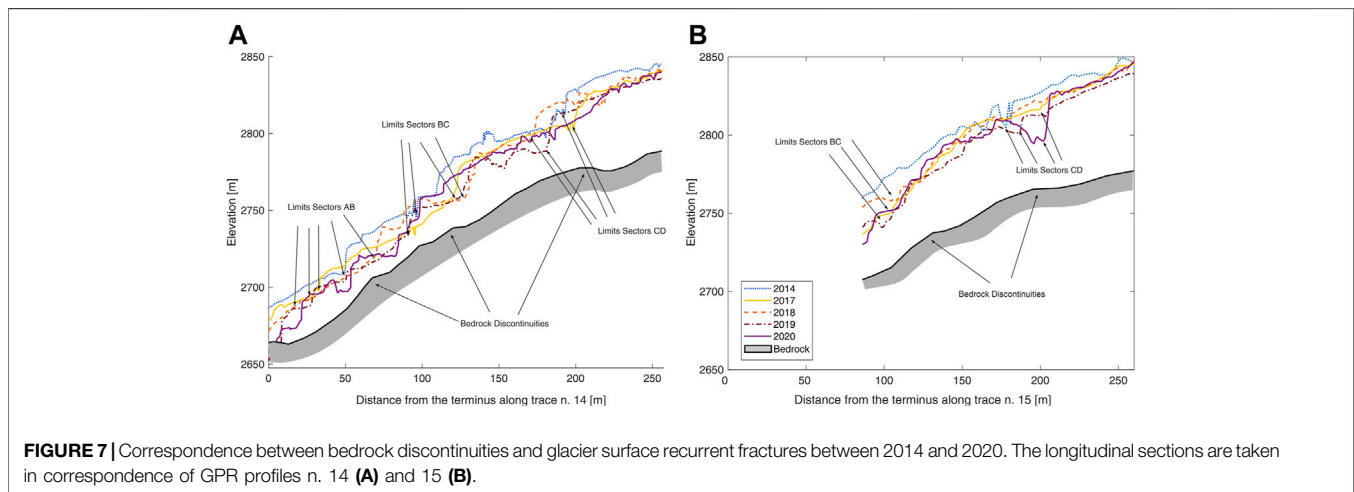 A
2850
2800
2750
2700
2650
Elevation [m]
0
50
100
150
200
250
Distance from the terminus along trace n. 14 [m]
Limits Sectors BC
Limits Sectors AB
Limits Sectors CD
Bedrock Discontinuities
B
2850
2800
2750
2700
2650
Elevation [m]
0
50
100
150
200
250
Distance from the terminus along trace n. 15 [m]
Limits Sectors BC
Limits Sectors CD
Bedrock Discontinuities
2014
2017
2018
2019
2020
Bedrock
FIGURE 7 | Correspondence between bedrock discontinuities and glacier surface recurrent fractures between 2014 and 2020. The longitudinal sections are taken
in correspondence of GPR profiles n. 14 (A) and 15 (B).